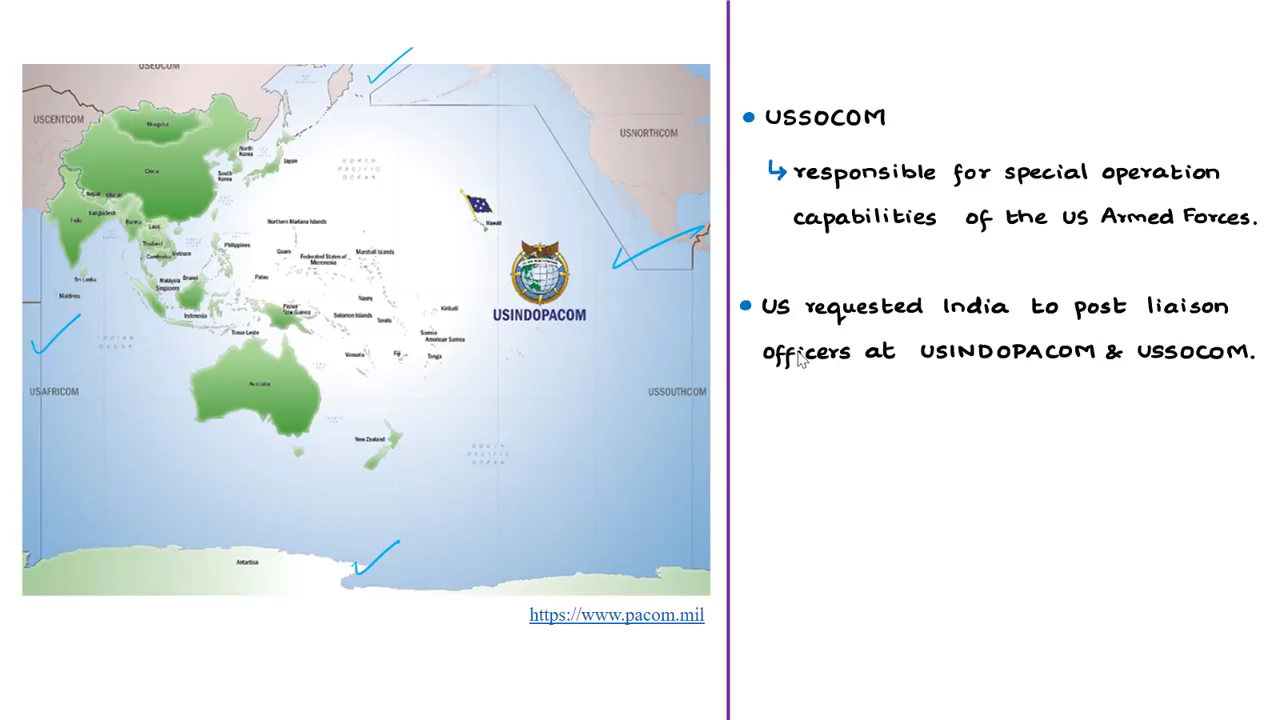 USEUCOM
USCENTCOM
USNORTHCOM
Mongolia
China
North
Korea
South
Korea
Japan
NORTH
PACIFIC
OCEAN
Nepal
Bhutan
Bangladesh
India
Burma
Laos
Thailand
Vietnam
Cambodia
Philippines
Northern Mariana Islands
Guam
Hawaii
Federated States of
Micronesia
Marshall Islands
Palau
Sri Lanka
Maldives
Malaysia
Brunei
Singapore
Indonesia
Papua
New Guinea
Nauru
Kiribati
Solomon Islands
Tuvalu
USINDOPACOM
Timor-Leste
Samoa
American Samoa
Vanuatu
Fiji
Tonga
INDIAN
OCEAN
USAFRICOM
Australia
USSOUTHCOM
New Zealand
SOUTH
PACIFIC
OCEAN
Antartica
https://www.pacom.mil
• USSOCOM
↳ responsible for special operation
capabilities of the US Armed Forces.
• US requested India to post liaison
officers at USINDOPACOM & USSOCOM.